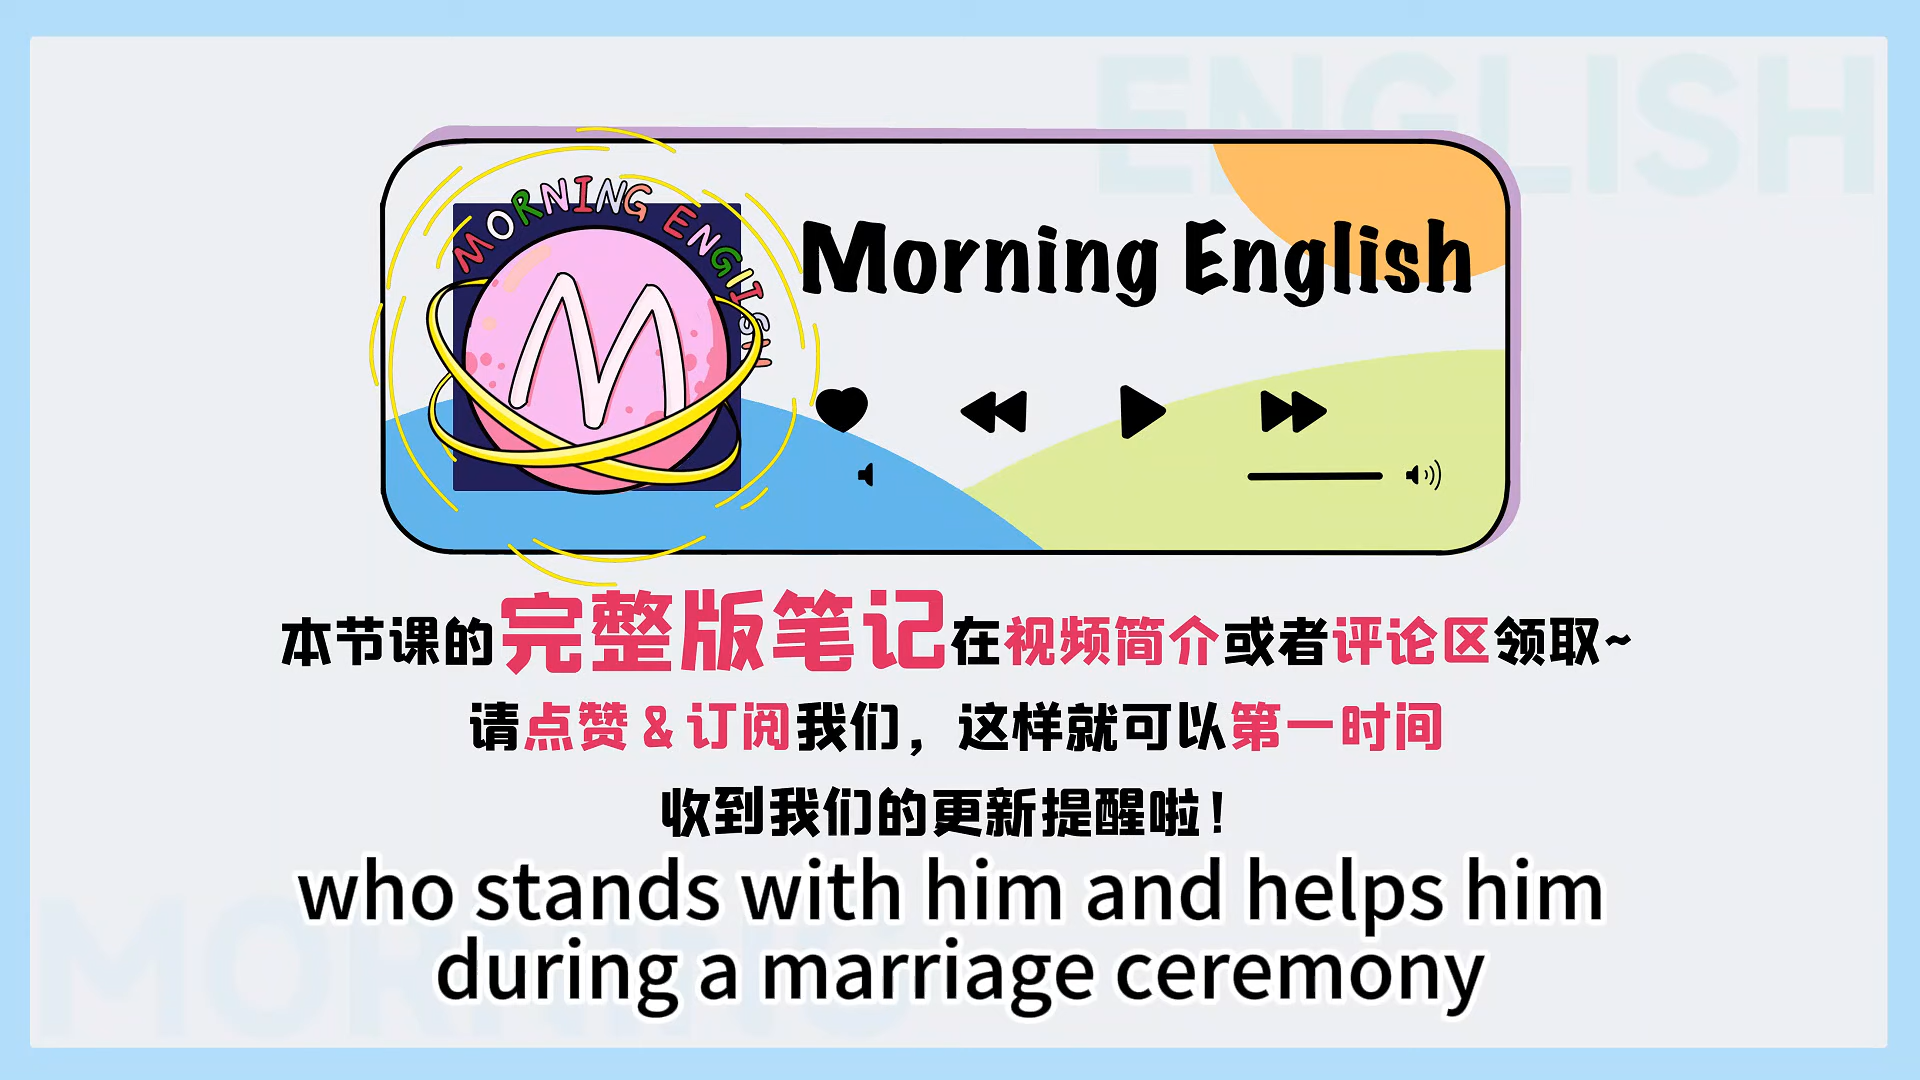 ENGLISH
MORNING ENGLISH
M
Morning English
本节课的完整版笔记在视频简介或者评论区领取~
请点赞&订阅我们，这样就可以第一时间
收到我们的更新提醒啦！
who stands with him and helps him
during a marriage ceremony
MORNING